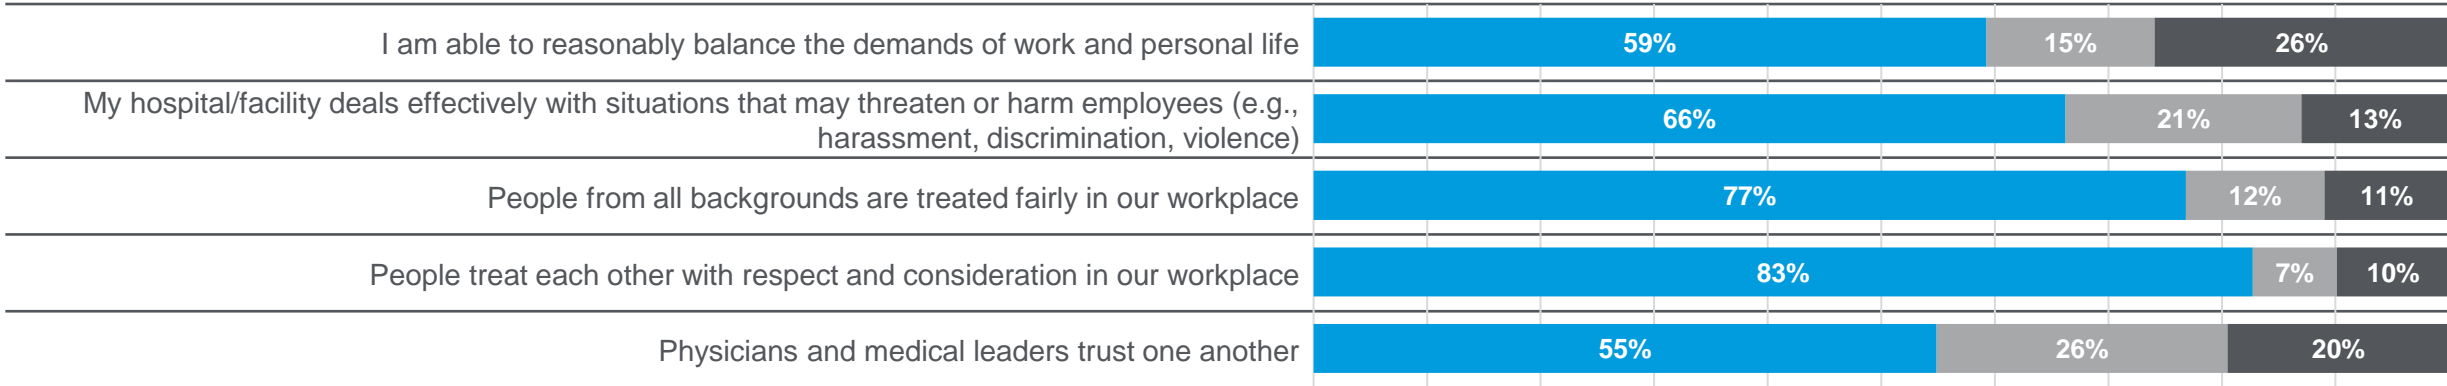 I am able to reasonably balance the demands of work and personal life 59% 15% 26%
My hospital/facility deals effectively with situations that may threaten or harm employees (e.g.,
harassment, discrimination, violence) 66% 21% 13%
People from all backgrounds are treated fairly in our workplace 77% 12% 11%
People treat each other with respect and consideration in our workplace 83% 7% 10%
Physicians and medical leaders trust one another 55% 26% 20%